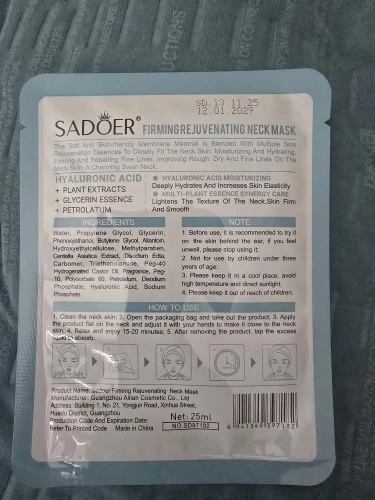 SD.13.11.25
12.01.2029
SADOER®
FIRMING REJUVENATING NECK MASK
The Soft And Skin-friendly Membrane Material is Blended With Multiple Skin
Rejuvenation Essences To Closely Fit The Neck Skin, Moisturizing And Hydrating,
Firming And Repairing Fine Lines, Improving Rough, Dry And Fine Lines On The
Neck Skin, A Charming Swan Neck.
HYALURONIC ACID
+ PLANT EXTRACTS
+ GLYCERIN ESSENCE
+ PETROLATUM
HYALURONIC ACID MOISTURIZING
Deeply Hydrates And Increases Skin Elasticity
MULTI-PLANT ESSENCE SYNERGY CARE
Lightens The Texture Of The Neck,Skin Firm
And Smooth
INGREDIENTS
Water, Propylene Glycol, Glycerin,
Phenoxyethanol, Butylene Glycol, Allantoin,
Hydroxyethylcellulose, Methylparaben,
Centella Asiatica Extract, Disodium Edta,
Carbomer, Triethanolamine, Peg-40
Hydrogenated Castor Oil, Fragrance, Peg-
10, Polysorbate 60, Petrolatum, Disodium
Phosphate, Hyaluronic Acid, Sodium
Phosphate
NOTE
1. Before use, it is recommended to try it
on the skin behind the ear, if you feel
unwell, please stop using it;
2. Not for use by children under three
years of age;
3. Please keep it in a cool place, avoid
high temperature and direct sunlight;
4. Please keep it out of reach of children.
HOW TO USE
1. Clean the neck skin; 2. Open the packaging bag and take out the product; 3. Apply
the product flat on the neck and adjust it with your hands to make it close to the neck
skin; 4. Relax and enjoy 15-20 minutes; 5. After removing the product, tap the excess
liquid to absorb.
Product Name: Sadoer Firming Rejuvenating Neck Mask
Manufacturer: Guangzhou Ailian Cosmetic Co., Ltd
Address: Building 1, No. 21, Yongjun Road, Xinhua Street,
Huadu District, Guangzhou
Production Code And Expiration Date:
Refer To Printed Code Made In China
Net: 25ml
NO.SD97182
6 941349 397182